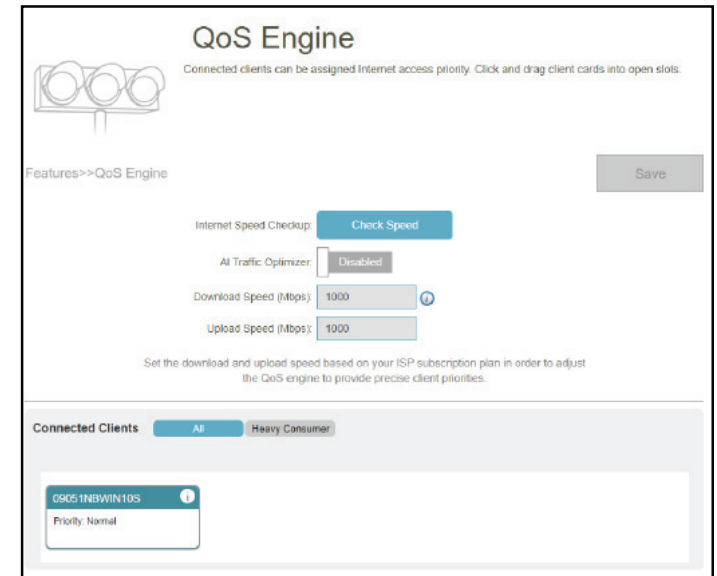 QoS Engine
Connected clients can be assigned Internet access priority. Click and drag client cards into open slots.
Features>>QoS Engine
Save
Internet Speed Checkup: Check Speed
AI Traffic Optimizer: Disabled
Download Speed (Mbps): 1000
Upload Speed (Mbps): 1000
Set the download and upload speed based on your ISP subscription plan in order to adjust
the QoS engine to provide precise client priorities.
Connected Clients All Heavy Consumer
09051NBWIN10S
Priority: Normal